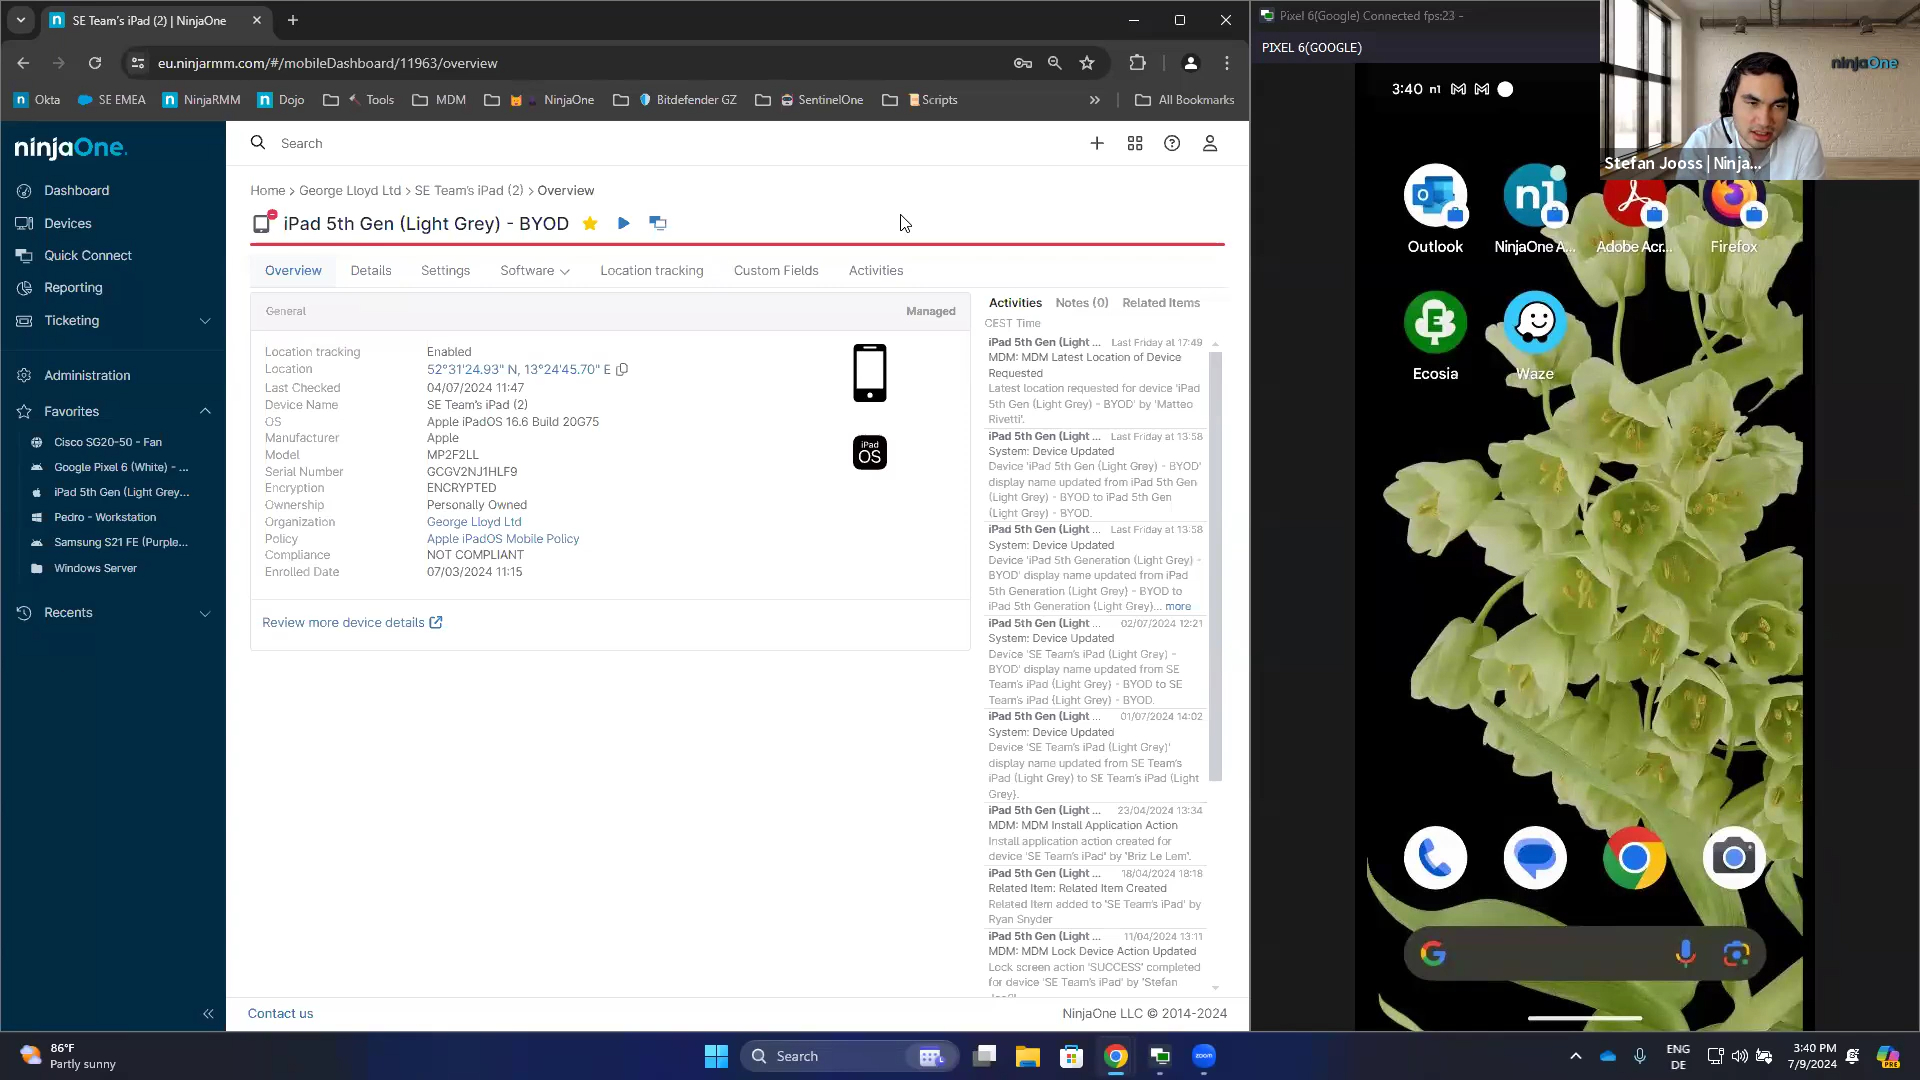 SE Team's iPad (2) | NinjaOne
eu.ninjarmm.com/#/mobileDashboard/11963/overview
Okta
SE EMEA
NinjaRMM
Dojo
Tools
MDM
NinjaOne
Bitdefender GZ
SentinelOne
Scripts
All Bookmarks
ninjaOne.
Dashboard
Devices
Quick Connect
Reporting
Ticketing
Administration
Favorites
Cisco SG20-50 - Fan
Google Pixel 6 (White) - ...
iPad 5th Gen (Light Grey...
Pedro - Workstation
Samsung S21 FE (Purple...
Windows Server
Recents
Search
Home > George Lloyd Ltd > SE Team's iPad (2) > Overview
iPad 5th Gen (Light Grey) - BYOD
Overview
Details
Settings
Software
Location tracking
Custom Fields
Activities
General
Managed
Location tracking Enabled
Location 52°31'24.93" N, 13°24'45.70" E
Last Checked 04/07/2024 11:47
Device Name SE Team's iPad (2)
OS Apple iPadOS 16.6 Build 20G75
Manufacturer Apple
Model MP2F2LL
Serial Number GCGV2NJ1HLF9
Encryption ENCRYPTED
Ownership Personally Owned
Organization George Lloyd Ltd
Policy Apple iPadOS Mobile Policy
Compliance NOT COMPLIANT
Enrolled Date 07/03/2024 11:15
iPad
OS
Review more device details
Activities
Notes (0)
Related Items
CEST Time
iPad 5th Gen (Light ... Last Friday at 17:49
MDM: MDM Latest Location of Device
Requested
Latest location requested for device 'iPad
5th Gen (Light Grey) - BYOD' by 'Matteo
Rivetti'.
iPad 5th Gen (Light ... Last Friday at 13:58
System: Device Updated
Device 'iPad 5th Gen (Light Grey) - BYOD'
display name updated from iPad 5th Gen
(Light Grey) - BYOD to iPad 5th Gen
(Light Grey) - BYOD.
iPad 5th Gen (Light ... Last Friday at 13:58
System: Device Updated
Device 'iPad 5th Generation (Light Grey) -
BYOD' display name updated from iPad
5th Generation (Light Grey) - BYOD to
iPad 5th Generation (Light Grey)... more
iPad 5th Gen (Light ... 02/07/2024 12:21
System: Device Updated
Device 'SE Team's iPad (Light Grey) -
BYOD' display name updated from SE
Team's iPad (Light Grey) - BYOD to SE
Team's iPad (Light Grey) - BYOD.
iPad 5th Gen (Light ... 01/07/2024 14:02
System: Device Updated
Device 'SE Team's iPad (Light Grey)'
display name updated from SE Team's
iPad (Light Grey) to SE Team's iPad (Light
Grey).
iPad 5th Gen (Light ... 23/04/2024 13:34
MDM: MDM Install Application Action
Install application action created for
device 'SE Team's iPad' by 'Briz Le Lem'.
iPad 5th Gen (Light ... 18/04/2024 18:18
Related Item: Related Item Created
Related Item added to 'SE Team's iPad' by
Ryan Snyder
iPad 5th Gen (Light ... 11/04/2024 13:11
MDM: MDM Lock Device Action Updated
Lock screen action 'SUCCESS' completed
for device 'SE Team's iPad' by 'Stefan
Contact us
NinjaOne LLC © 2014-2024
Pixel 6(Google) Connected fps:23 -
PIXEL 6(GOOGLE)
3:40 n1
ninjaOne
Stefan Jooss | Ninja...
n1
Outlook
NinjaOne A...
Adobe Acr...
Firefox
Ecosia
Waze
86°F
Partly sunny
Search
zoom
ENG
DE
3:40 PM
7/9/2024
PRE